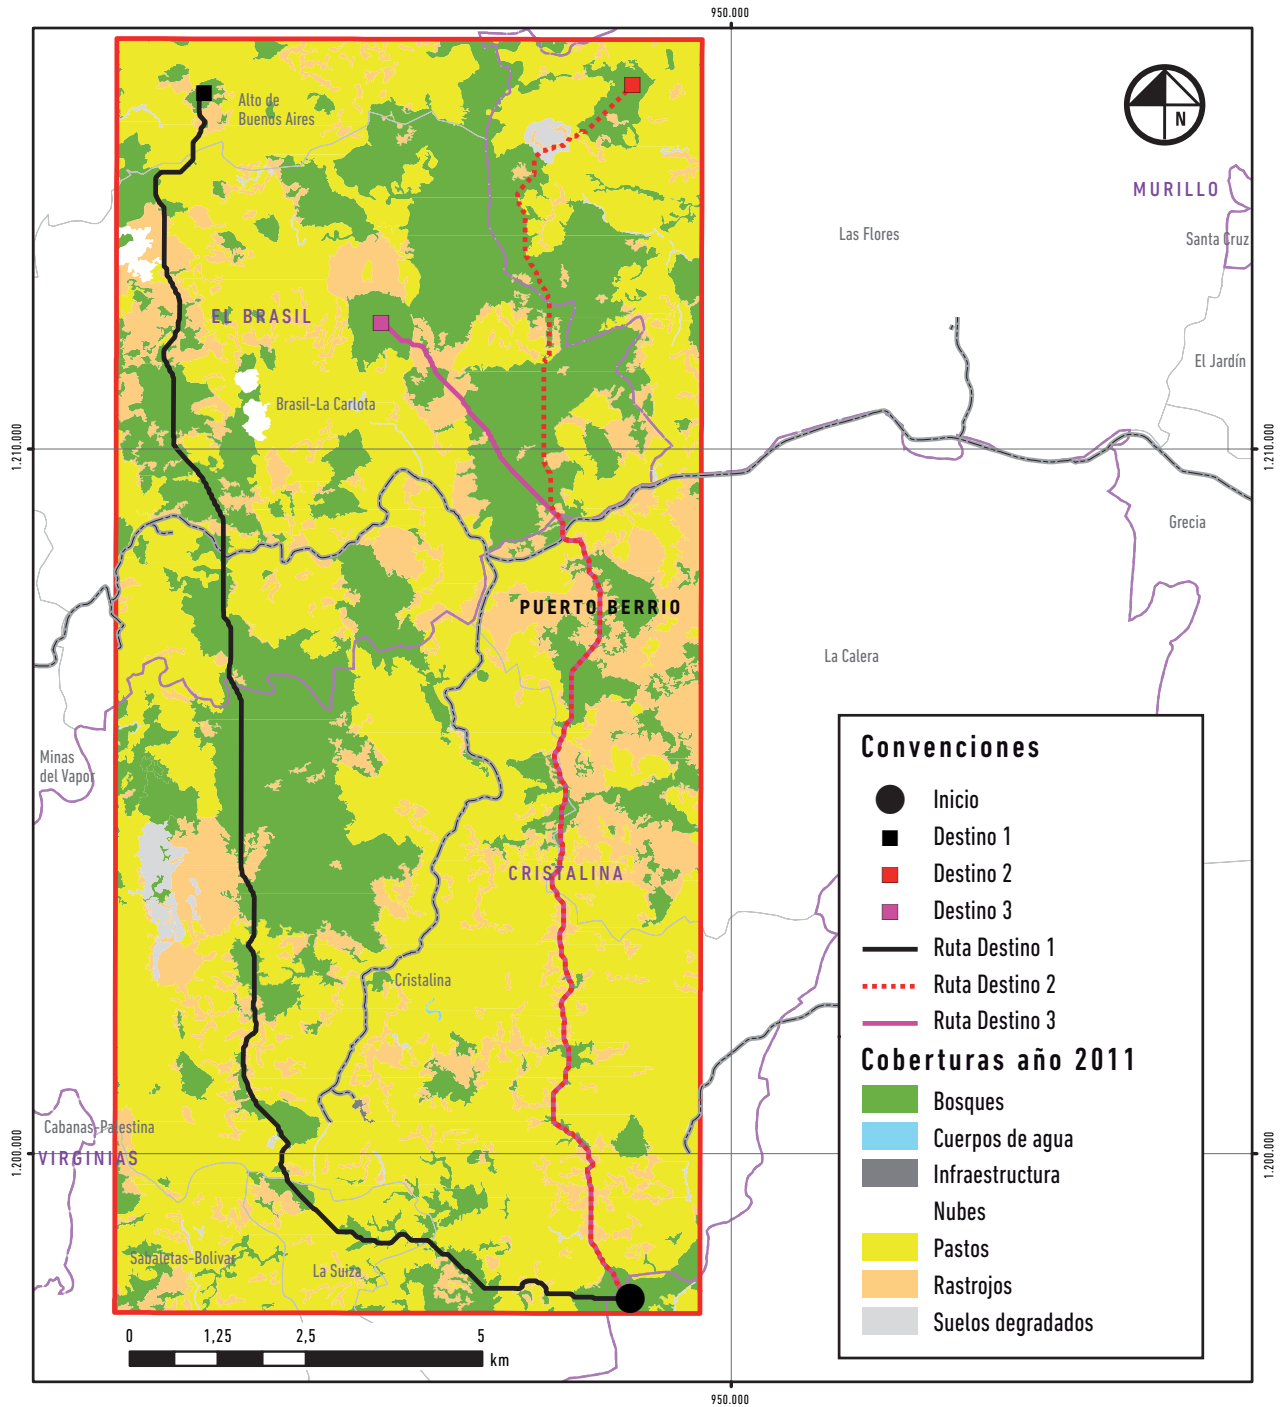 950.000
Alto de
Buenos Aires
N
MURILLO
Las Flores
Santa Cruz
EL BRASIL
El Jardín
Brasil-La Carlota
1.210.000
1.210.000
Grecia
PUERTO BERRIO
La Calera
Minas
del Vapor
CRISTALINA
Cristalina
Cabanas-Palestina
VIRGINIAS
1.200.000
1.200.000
Sabaletas-Bolivar
La Suiza
Convenciones
Inicio
Destino 1
Destino 2
Destino 3
Ruta Destino 1
Ruta Destino 2
Ruta Destino 3
Coberturas año 2011
Bosques
Cuerpos de agua
Infraestructura
Nubes
Pastos
Rastrojos
Suelos degradados
0 1,25 2,5 5
km
950.000